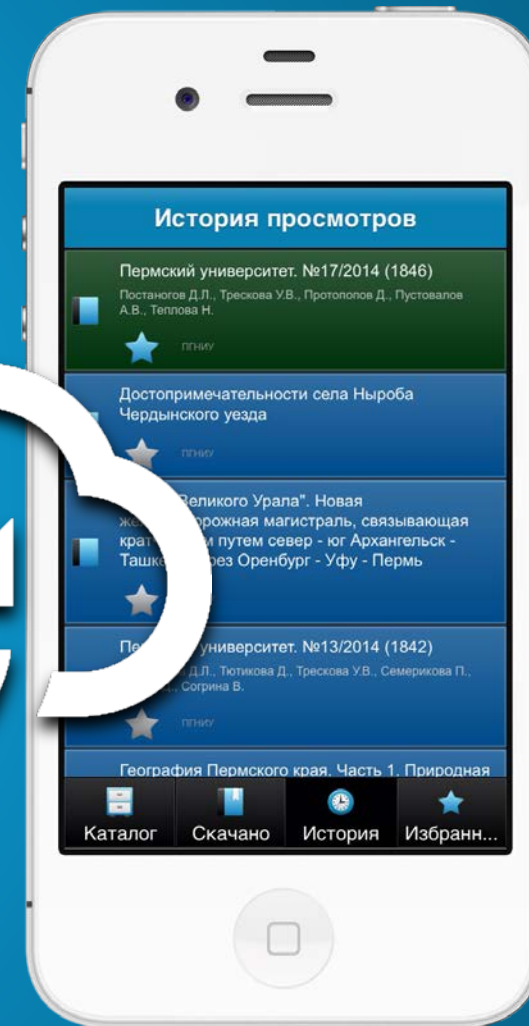 История просмотров
Пермский университет. №17/2014 (1846)
Постаногов Д.Л., Трескова У.В., Протопопов Д., Пустовалов
А.В., Теплова Н.
ПГНИУ
Достопримечательности села Ныроба
Чердынского уезда
ПГНИУ
Великого Урала". Новая
магистраль, связывающая
путем север - юг Архангельск -
Оренбург - Уфу - Пермь
университет. №13/2014 (1842)
Д.Л., Тютикова Д., Трескова У.В., Семерикова П.,
Согрина В.
ПГНИУ
География Пермского края. Часть 1. Природная
Каталог Скачано История Избранн...